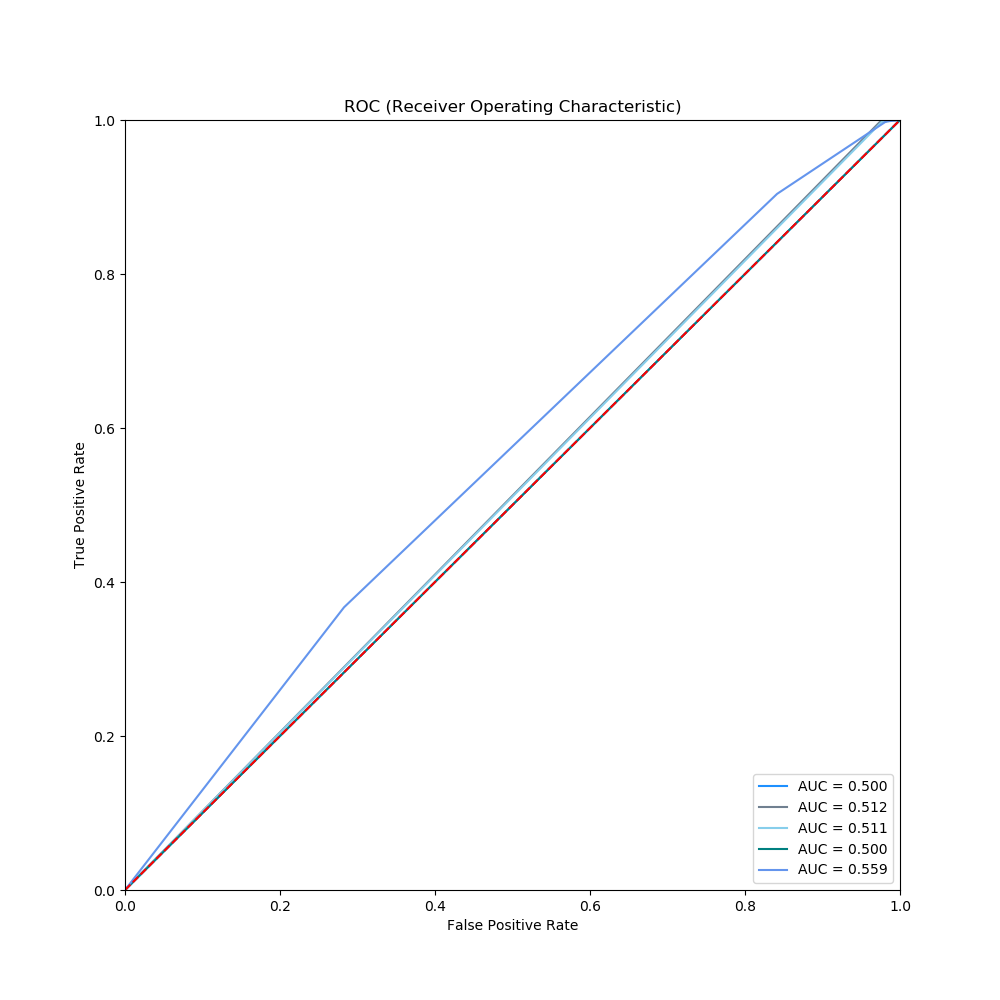 ROC (Receiver Operating Characteristic)
1.0
0.8
0.6
0.4
0.2
0.0
True Positive Rate
0.0 0.2 0.4 0.6 0.8 1.0
False Positive Rate
AUC = 0.500
AUC = 0.512
AUC = 0.511
AUC = 0.500
AUC = 0.559